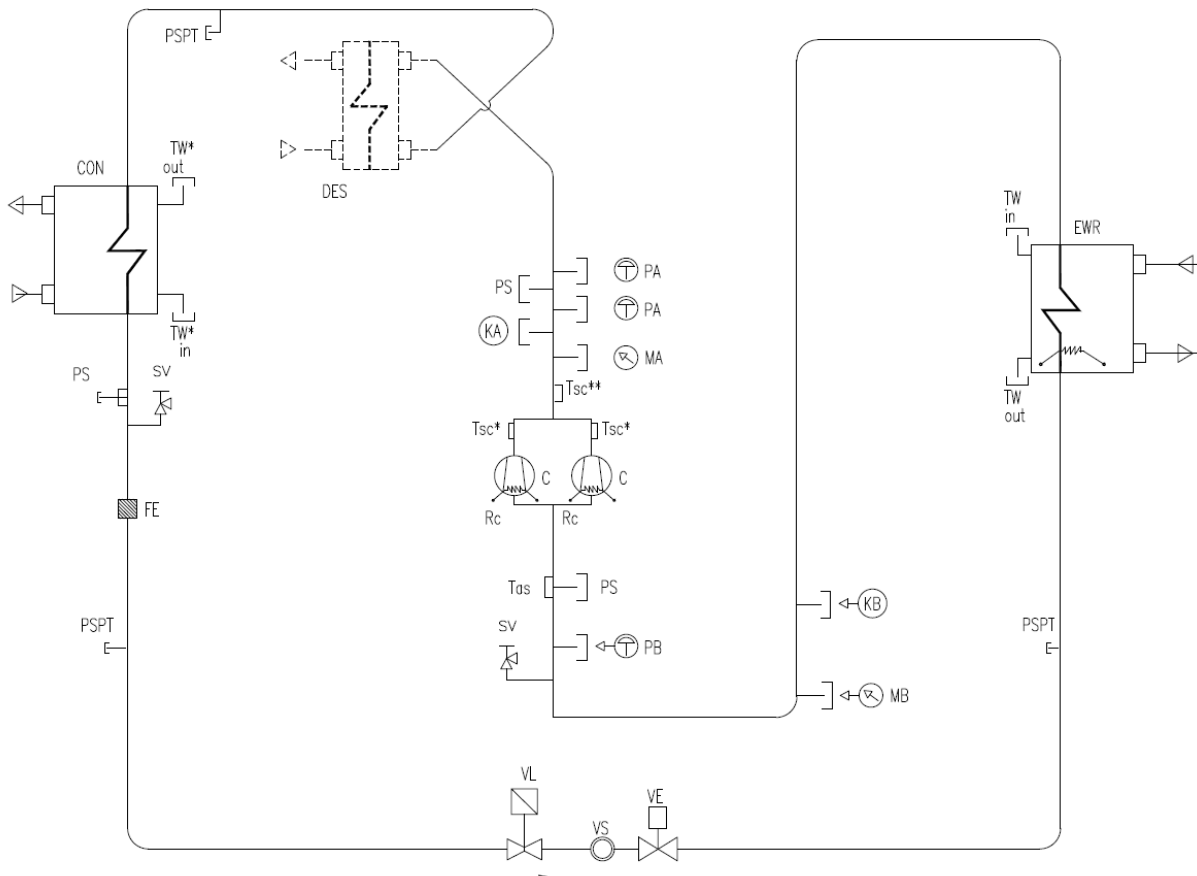 PSPT
DES
CON
TW*
out
TW*
in
TW
in
EWR
TW
out
PA
PS
PA
KA
MA
Tsc**
PS
SV
Tsc*
Tsc*
C
C
Rc
Rc
FE
Tas
PS
KB
SV
PB
PSPT
PSPT
MB
VL
VS
VE